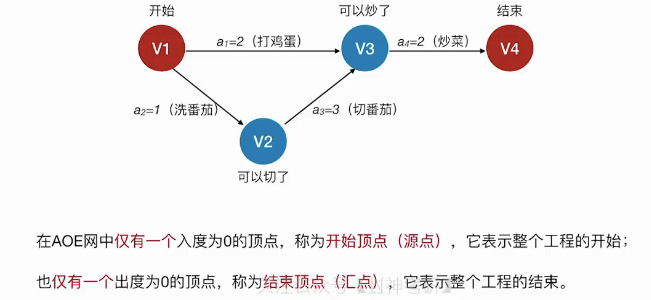 开始
可以炒了
结束
V1
a1=2（打鸡蛋）
V3
a4=2（炒菜）
V4
a2=1（洗番茄）
a3=3（切番茄）
V2
可以切了
在AOE网中仅有一个入度为0的顶点，称为开始顶点（源点），它表示整个工程的开始；
也仅有一个出度为0的顶点，称为结束顶点（汇点），它表示整个工程的结束。